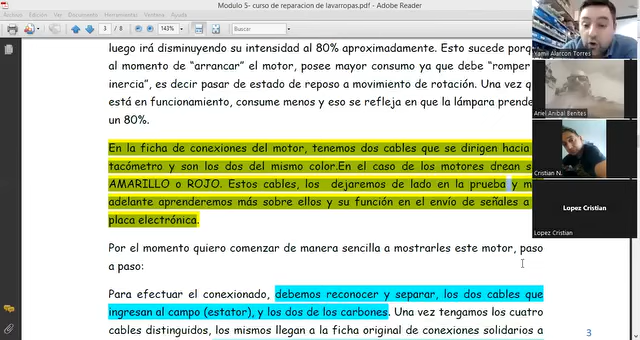 Modulo 5- curso de reparacion de lavarropas.pdf - Adobe Reader
Archivo Edición Ver Documento Herramientas Ventana Ayuda
3 / 8 143% Buscar
luego irá disminuyendo su intensidad al 80% aproximadamente. Esto sucede porq
al momento de “arrancar” el motor, posee mayor consumo ya que debe “romper
inercia”, es decir pasar de estado de reposo a movimiento de rotación. Una vez q
está en funcionamiento, consume menos y eso se refleja en que la lámpara prende
un 80%.
En la ficha de conexiones del motor, tenemos dos cables que se dirigen hacia
tacómetro y son los dos del mismo color.En el caso de los motores drean s
AMARILLO o ROJO. Estos cables, los dejaremos de lado en la prueba y m
adelante aprenderemos más sobre ellos y su función en el envío de señales a
placa electrónica.
Por el momento quiero comenzar de manera sencilla a mostrarles este motor, paso
a paso:
Para efectuar el conexionado, debemos reconocer y separar, los dos cables que
ingresan al campo (estator), y los dos de los carbones. Una vez tengamos los cuatro
cables distinguidos, los mismos llegan a la ficha original de conexiones solidarios a
3
Yamil Alarcon Torres
Ariel Anibal Benites
Cristian N.
Lopez Cristian
Lopez Cristian